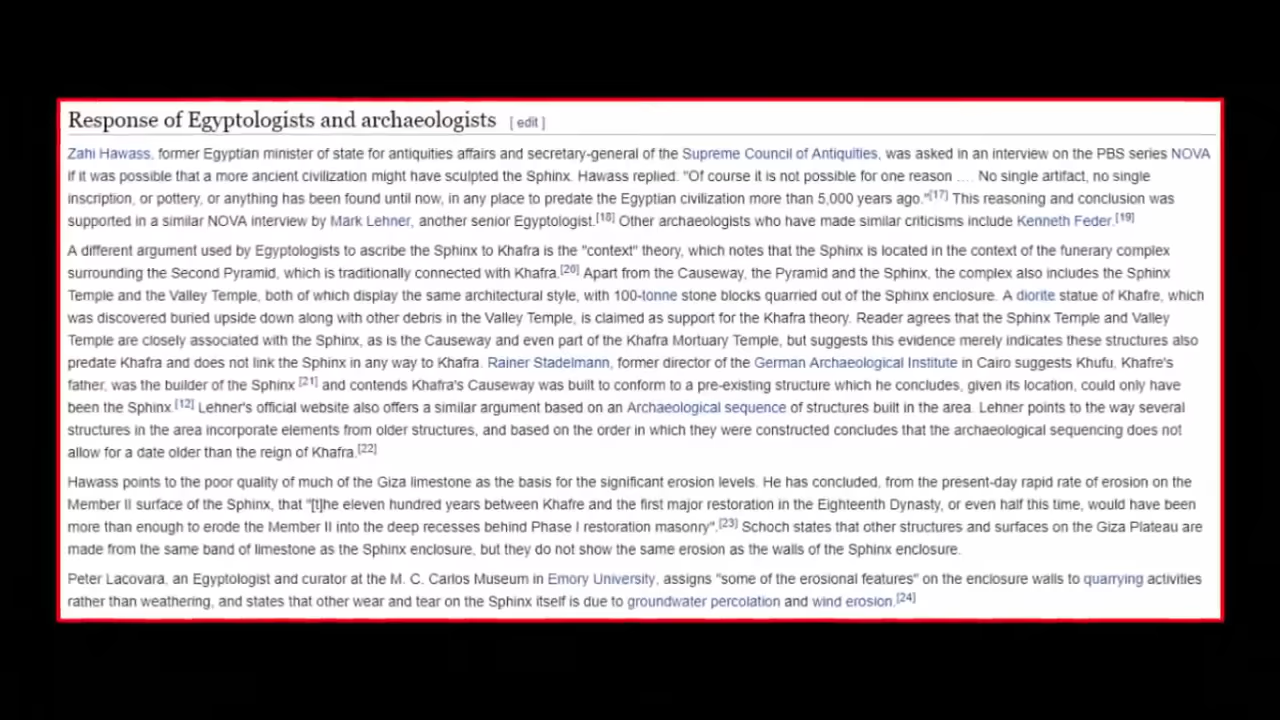 Response of Egyptologists and archaeologists [ edit ]
Zahi Hawass, former Egyptian minister of state for antiquities affairs and secretary-general of the Supreme Council of Antiquities, was asked in an interview on the PBS series NOVA
if it was possible that a more ancient civilization might have sculpted the Sphinx. Hawass replied: "Of course it is not possible for one reason .... No single artifact, no single
inscription, or pottery, or anything has been found until now, in any place to predate the Egyptian civilization more than 5,000 years ago."[17] This reasoning and conclusion was
supported in a similar NOVA interview by Mark Lehner, another senior Egyptologist.[18] Other archaeologists who have made similar criticisms include Kenneth Feder.[19]
A different argument used by Egyptologists to ascribe the Sphinx to Khafra is the "context" theory, which notes that the Sphinx is located in the context of the funerary complex
surrounding the Second Pyramid, which is traditionally connected with Khafra.[20] Apart from the Causeway, the Pyramid and the Sphinx, the complex also includes the Sphinx
Temple and the Valley Temple, both of which display the same architectural style, with 100-tonne stone blocks quarried out of the Sphinx enclosure. A diorite statue of Khafre, which
was discovered buried upside down along with other debris in the Valley Temple, is claimed as support for the Khafra theory. Reader agrees that the Sphinx Temple and Valley
Temple are closely associated with the Sphinx, as is the Causeway and even part of the Khafra Mortuary Temple, but suggests this evidence merely indicates these structures also
predate Khafra and does not link the Sphinx in any way to Khafra. Rainer Stadelmann, former director of the German Archaeological Institute in Cairo suggests Khufu, Khafre's
father, was the builder of the Sphinx [21] and contends Khafra's Causeway was built to conform to a pre-existing structure which he concludes, given its location, could only have
been the Sphinx.[12] Lehner's official website also offers a similar argument based on an Archaeological sequence of structures built in the area. Lehner points to the way several
structures in the area incorporate elements from older structures, and based on the order in which they were constructed concludes that the archaeological sequencing does not
allow for a date older than the reign of Khafra.[22]
Hawass points to the poor quality of much of the Giza limestone as the basis for the significant erosion levels. He has concluded, from the present-day rapid rate of erosion on the
Member II surface of the Sphinx, that "[t]he eleven hundred years between Khafre and the first major restoration in the Eighteenth Dynasty, or even half this time, would have been
more than enough to erode the Member II into the deep recesses behind Phase I restoration masonry".[23] Schoch states that other structures and surfaces on the Giza Plateau are
made from the same band of limestone as the Sphinx enclosure, but they do not show the same erosion as the walls of the Sphinx enclosure.
Peter Lacovara, an Egyptologist and curator at the M. C. Carlos Museum in Emory University, assigns "some of the erosional features" on the enclosure walls to quarrying activities
rather than weathering, and states that other wear and tear on the Sphinx itself is due to groundwater percolation and wind erosion.[24]